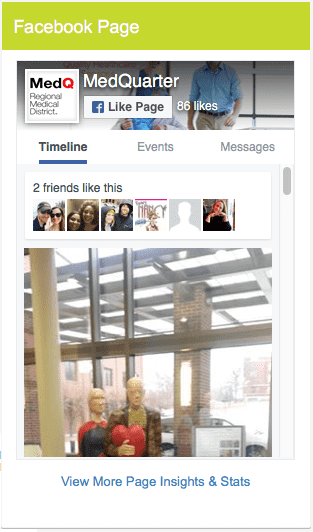 Facebook Page
MedQ
Regional
Medical
District.
MedQuarter
Like Page
86 likes
Timeline
Events
Messages
2 friends like this
NANCY
View More Page Insights & Stats